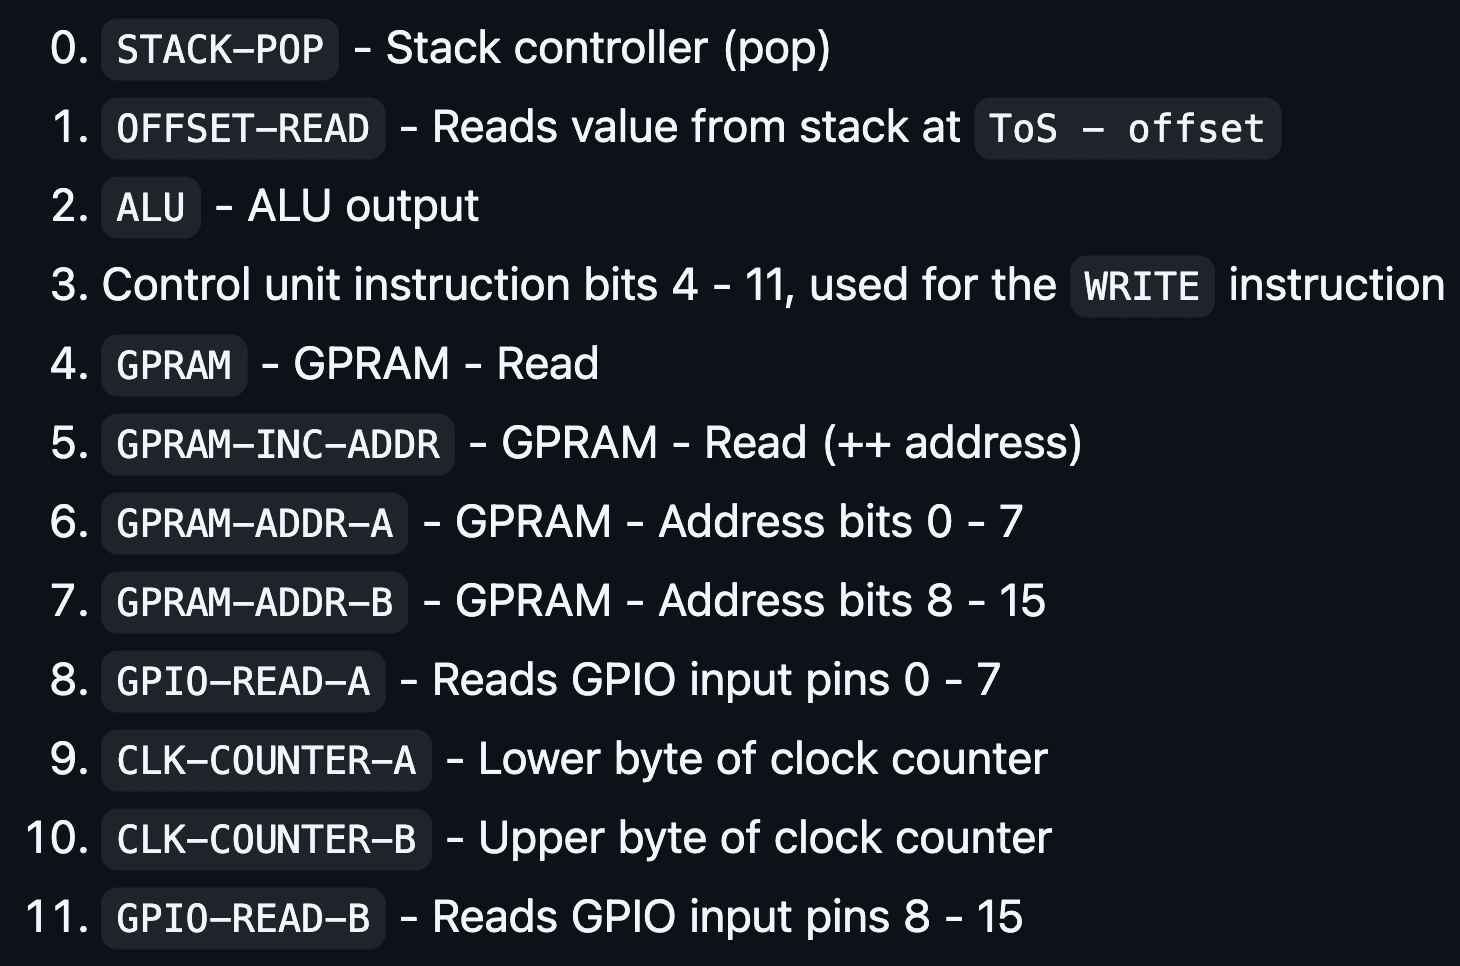 0. STACK-POP - Stack controller (pop)
1. OFFSET-READ - Reads value from stack at ToS - offset
2. ALU - ALU output
3. Control unit instruction bits 4 - 11, used for the WRITE instruction
4. GPRAM - GPRAM - Read
5. GPRAM-INC-ADDR - GPRAM - Read (++ address)
6. GPRAM-ADDR-A - GPRAM - Address bits 0 - 7
7. GPRAM-ADDR-B - GPRAM - Address bits 8 - 15
8. GPIO-READ-A - Reads GPIO input pins 0 - 7
9. CLK-COUNTER-A - Lower byte of clock counter
10. CLK-COUNTER-B - Upper byte of clock counter
11. GPIO-READ-B - Reads GPIO input pins 8 - 15